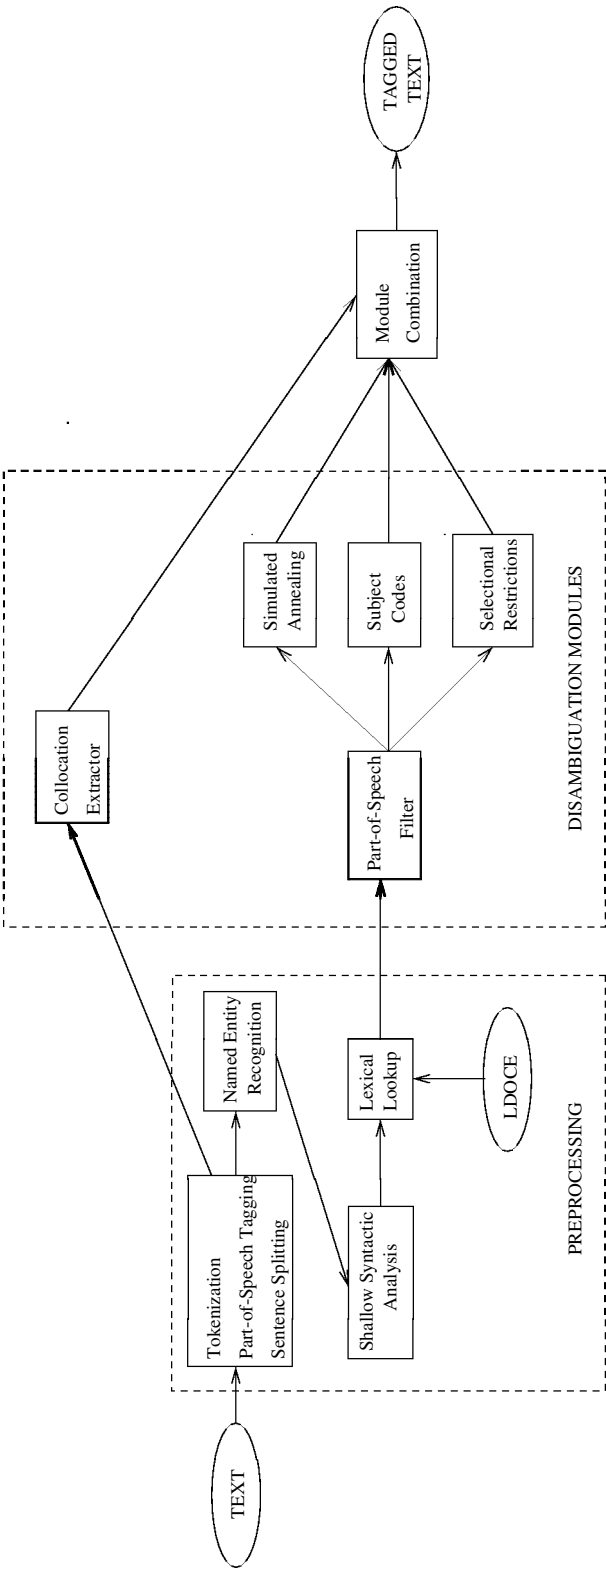 TEXT
Tokenization
Part-of-Speech Tagging
Sentence Splitting
Named Entity
Recognition
Shallow Syntactic
Analysis
Lexical
Lookup
LDOCE
PREPROCESSING
Collocation
Extractor
Part-of-Speech
Filter
Simulated
Annealing
Subject
Codes
Selectional
Restrictions
DISAMBIGUATION MODULES
Module
Combination
TAGGED
TEXT